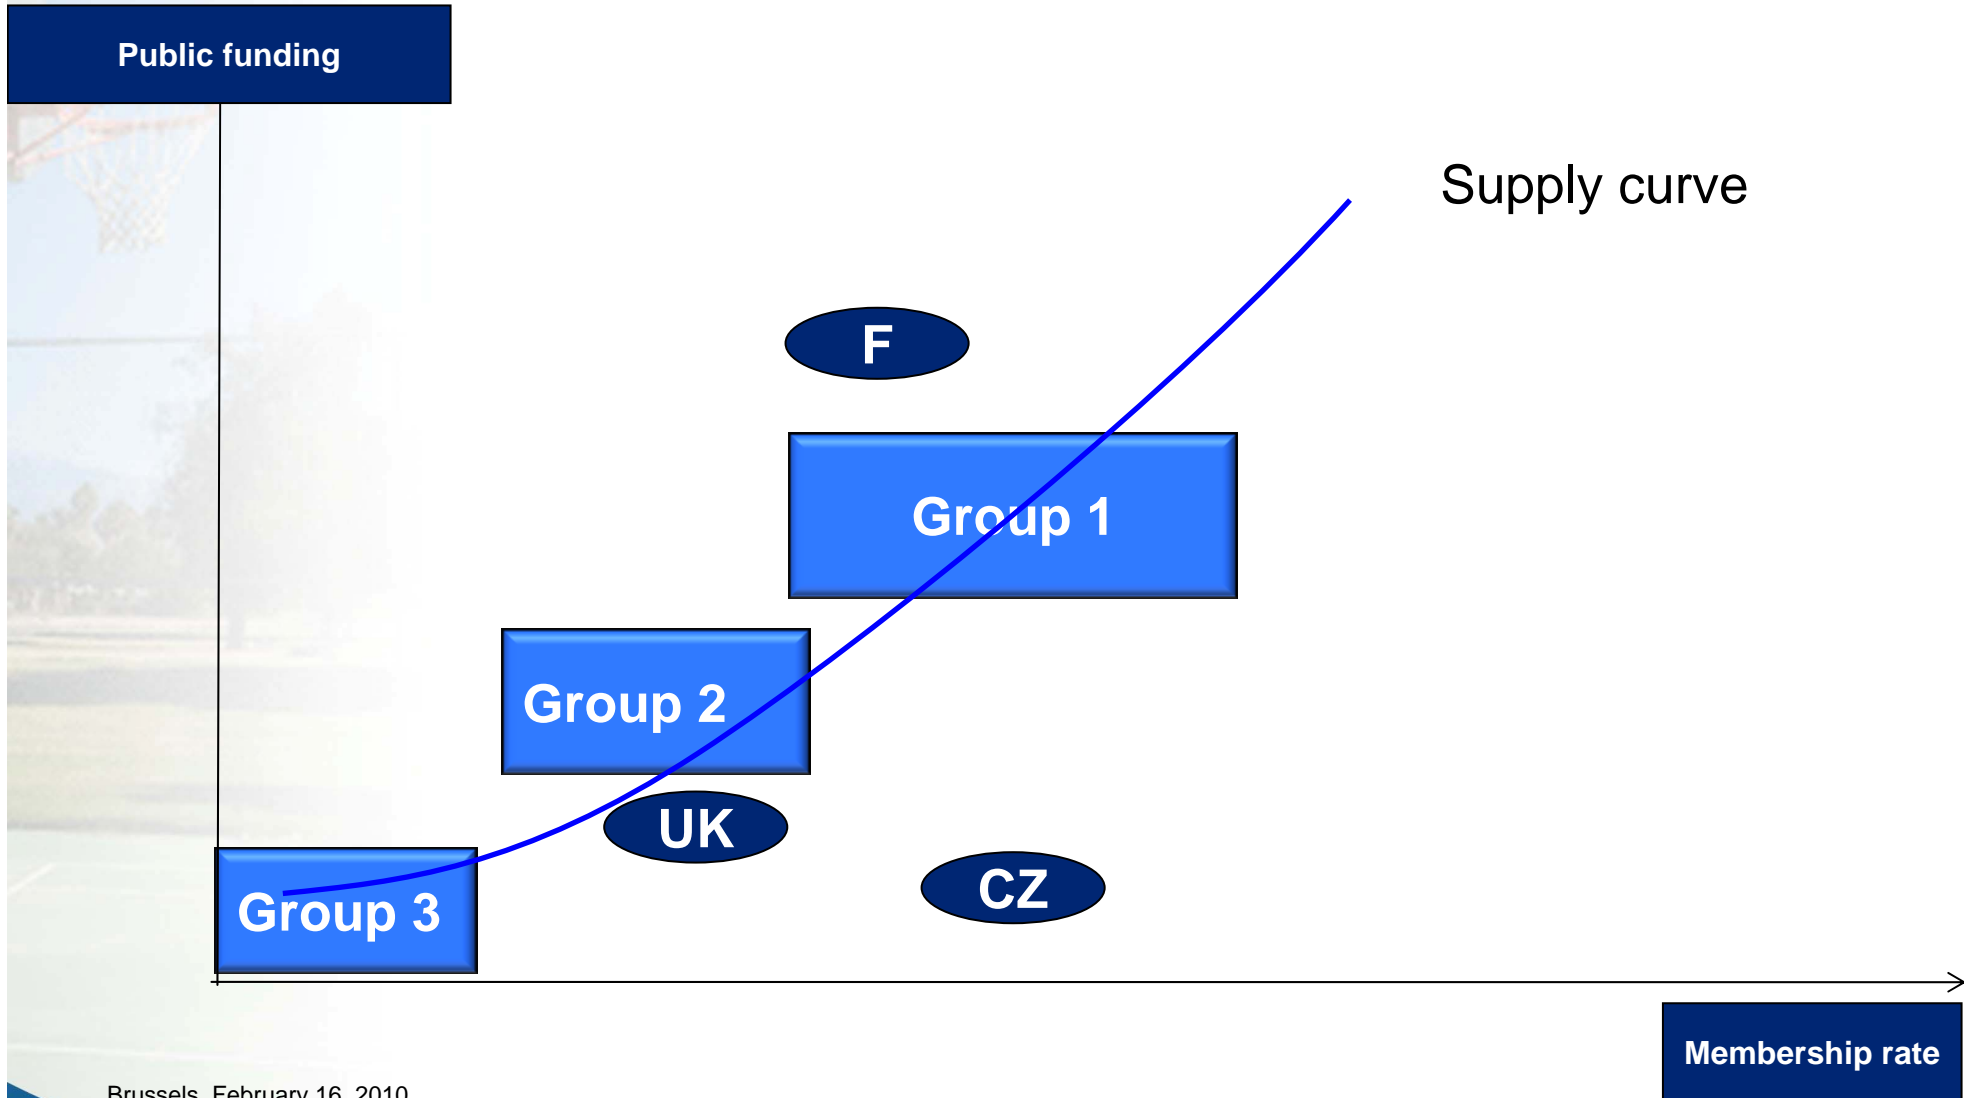 Public funding
Supply curve
F
Group 1
Group 2
UK
CZ
Group 3
Membership rate
Brussels, February 16, 2010